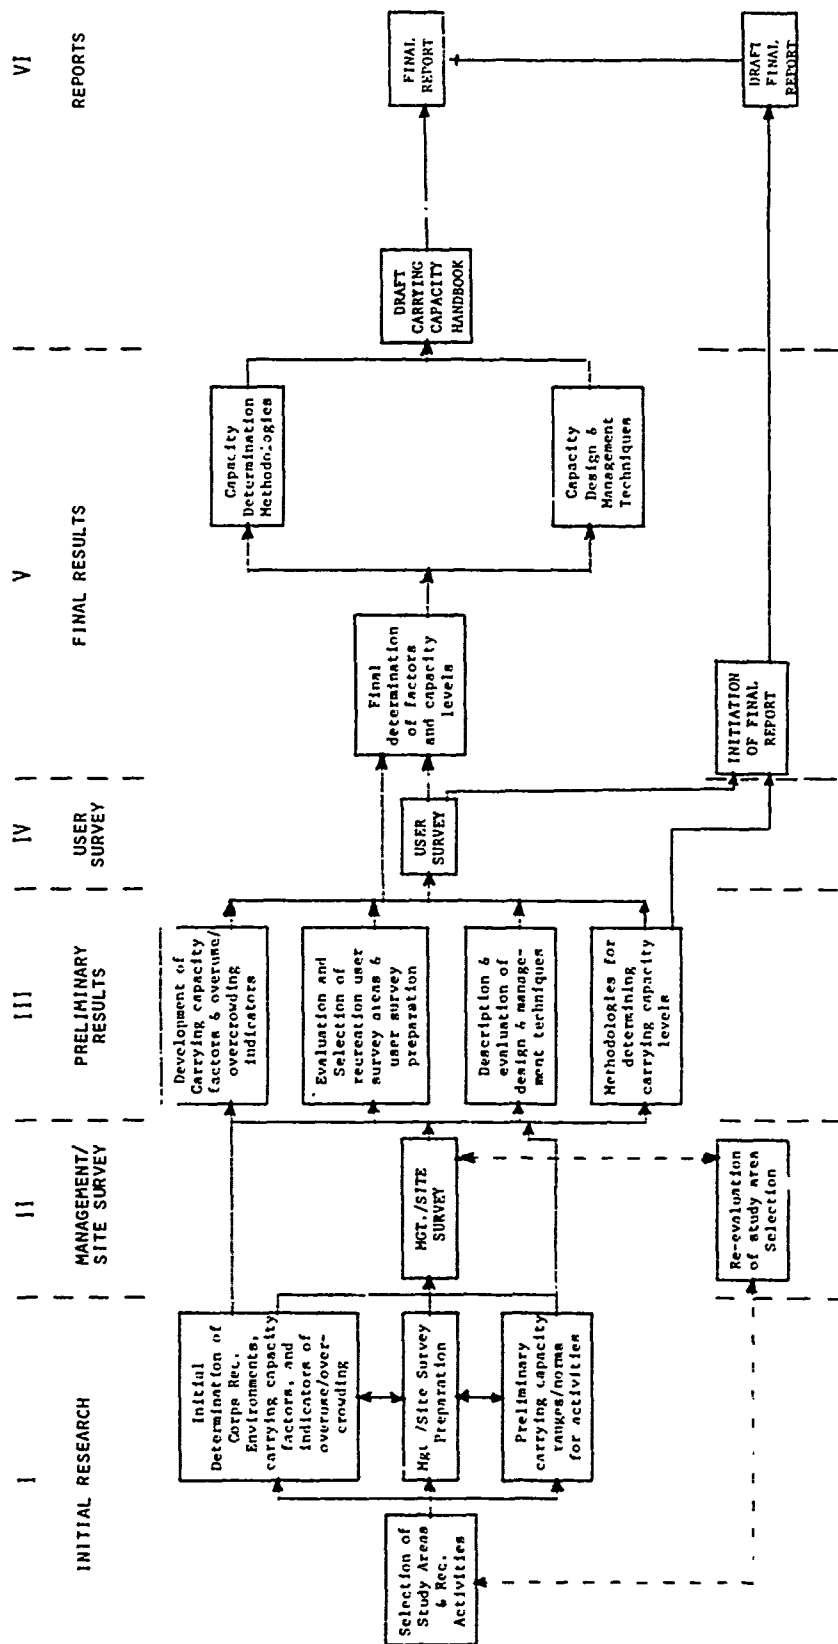 I
INITIAL RESEARCH
II
MANAGEMENT/
SITE SURVEY
III
PRELIMINARY
RESULTS
IV
USER
SURVEY
V
FINAL RESULTS
VI
REPORTS
Selection of
Study Areas
& Rec.
Activities
Initial
Determination of
Corps Rec.
Environments,
carrying capacity
factors, and
indicators of
overuse/over-
crowding
Mgt /Site Survey
Preparation
Preliminary
carrying capacity
ranges/norms
for activities
MGT./SITE
SURVEY
Re-evaluation
of study area
Selection
Development of
Carrying capacity
factors & overuse/
overcrowding
indicators
Evaluation and
Selection of
recreation user
survey areas &
user survey
preparation
Description &
evaluation of
design & manage-
ment techniques
Methodologies for
determining
carrying capacity
levels
USER
SURVEY
Final
determination
of factors
and capacity
levels
INITIATION
OF FINAL
REPORT
Capacity
Determination
Methodologies
Capacity
Design &
Management
Techniques
DRAFT
CARRYING
CAPACITY
HANDBOOK
FINAL
REPORT
DRAFT
FINAL
REPORT